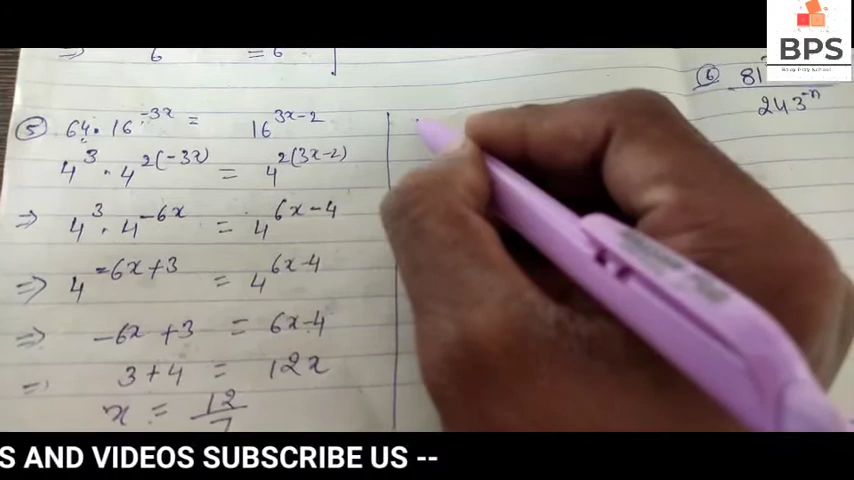 ⇒ 6 = 6
⑤ 64 · 16^-3x = 16^3x-2
4^3 · 4^2(-3x) = 4^2(3x-2)
⇒ 4^3 · 4^-6x = 4^6x-4
⇒ 4^-6x+3 = 4^6x-4
⇒ -6x + 3 = 6x-4
⇒ 3 + 4 = 12x
x = 12/7
⑥ 81
243^-n
BPS
S AND VIDEOS SUBSCRIBE US --